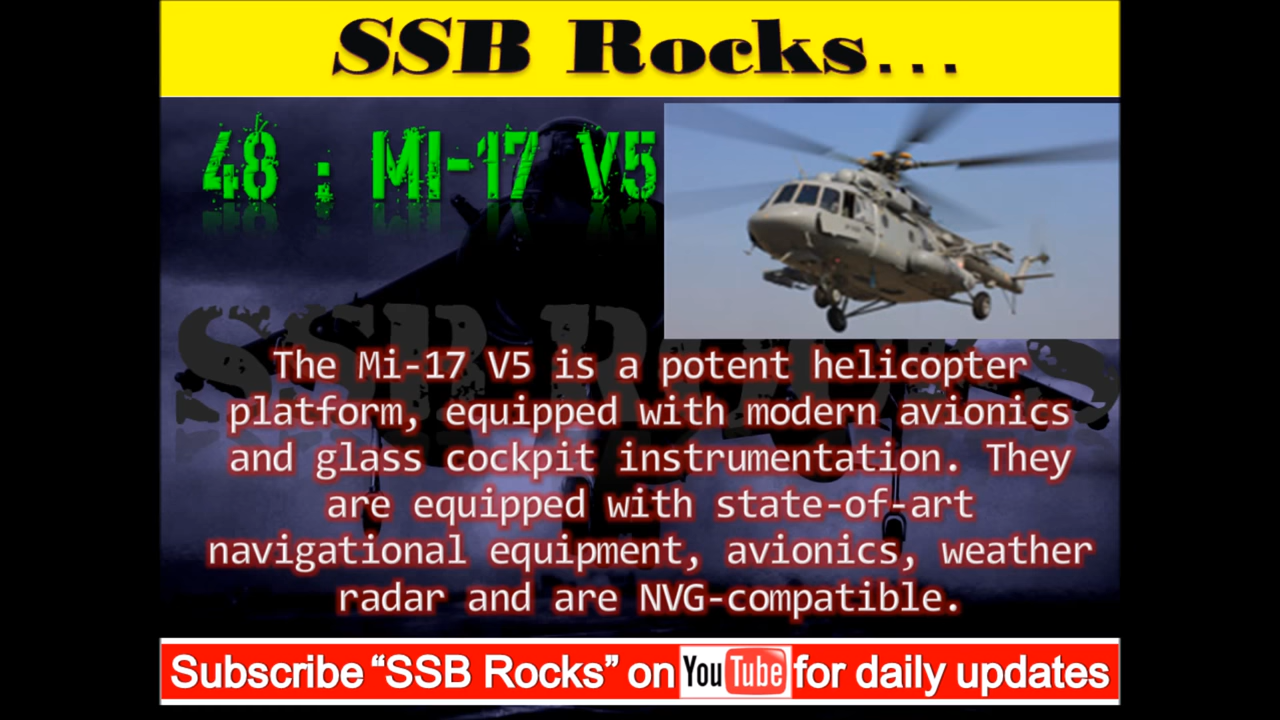 SSB Rocks...
48 : MI-17 V5
SSB ROCKS
The Mi-17 V5 is a potent helicopter
platform, equipped with modern avionics
and glass cockpit instrumentation. They
are equipped with state-of-art
navigational equipment, avionics, weather
radar and are NVG-compatible.
Subscribe “SSB Rocks” on YouTube for daily updates